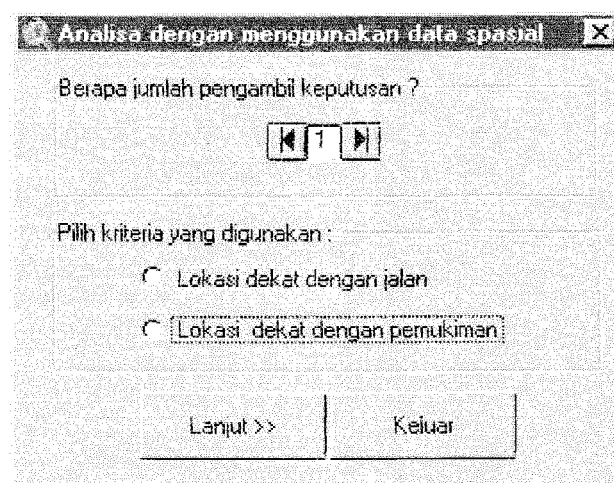 Analisa dengan menggunakan data spasial
Berapa jumlah pengambil keputusan ?
1
Pilih kriteria yang digunakan :
Lokasi dekat dengan jalan
Lokasi dekat dengan pemukiman
Lanjut >> Keluar